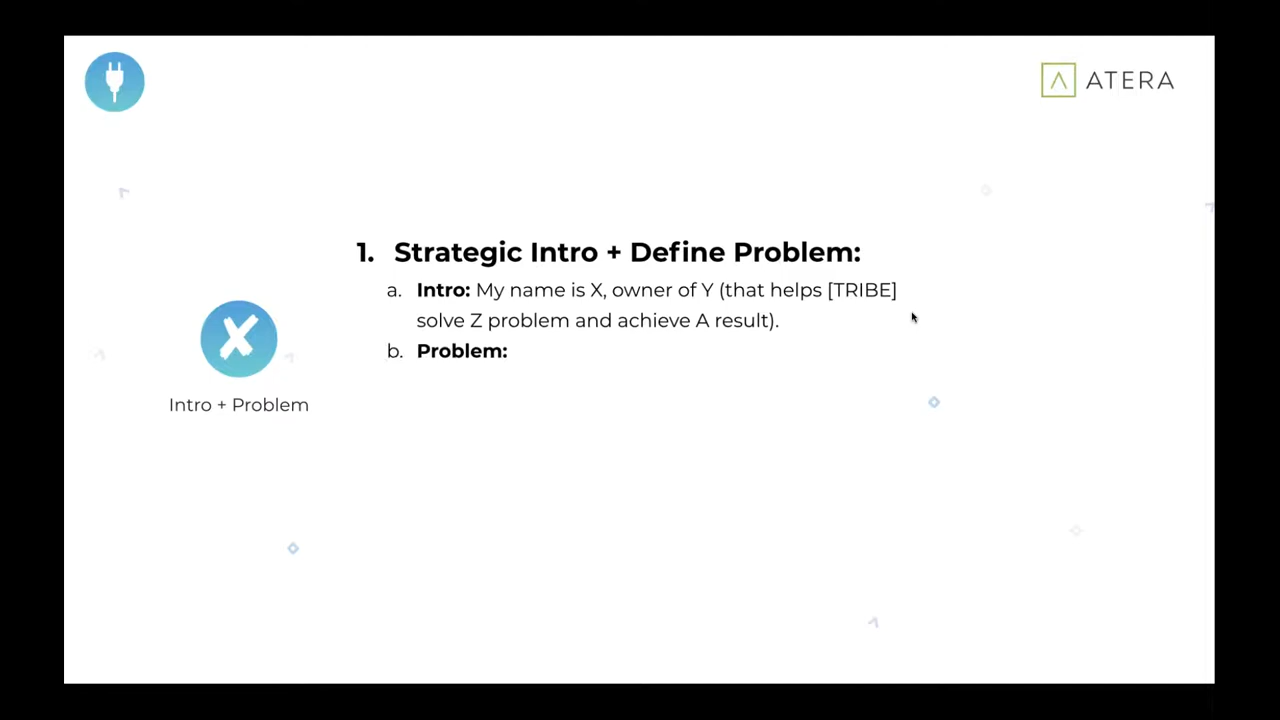 ATERA
1. Strategic Intro + Define Problem:
a. Intro: My name is X, owner of Y (that helps [TRIBE]
solve Z problem and achieve A result).
b. Problem:
Intro + Problem